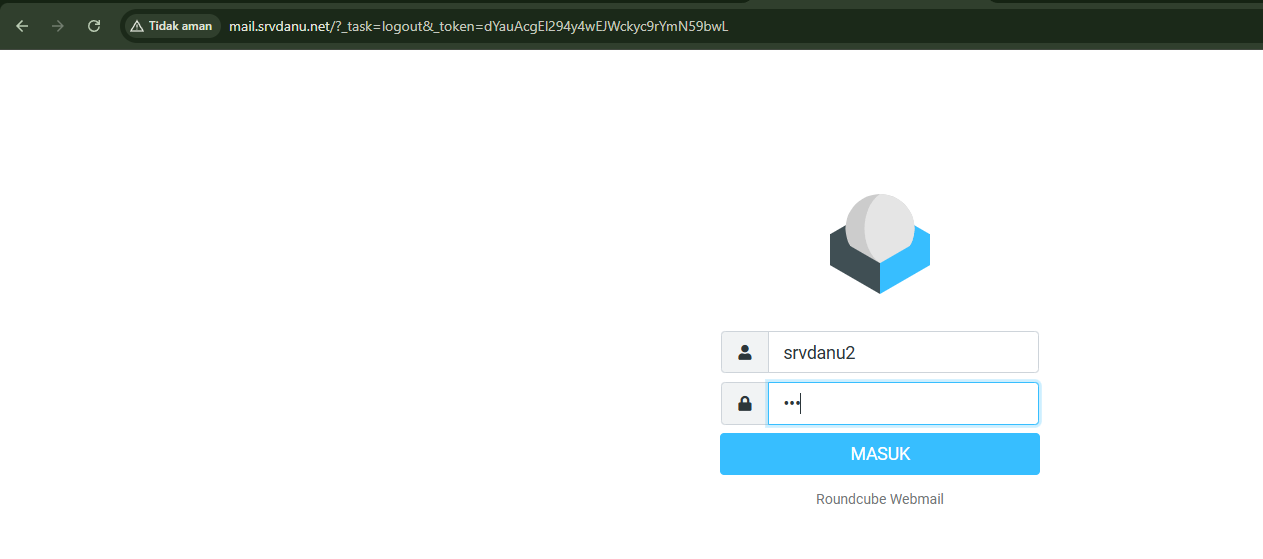 Tidak aman mail.srvdanu.net/?_task=logout&_token=dYauAcgEl294y4wEJWckyc9rYmN59bwL
srvdanu2
•••
MASUK
Roundcube Webmail